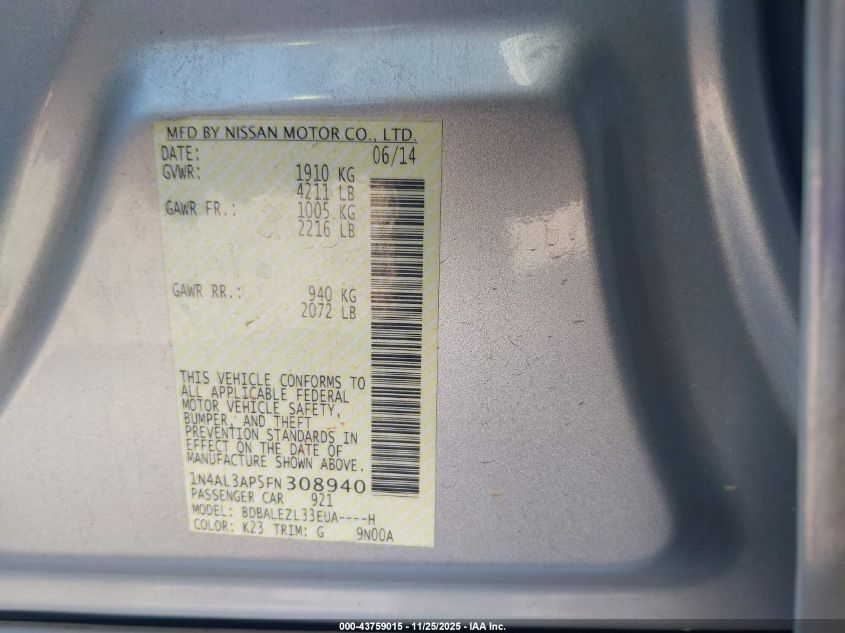 MFD BY NISSAN MOTOR CO., LTD.
DATE: 06/14
GVWR: 1910 KG
4211 LB
GAWR FR.: 1005 KG
2216 LB
GAWR RR.: 940 KG
2072 LB
THIS VEHICLE CONFORMS TO
ALL APPLICABLE FEDERAL
MOTOR VEHICLE SAFETY,
BUMPER, AND THEFT
PREVENTION STANDARDS IN
EFFECT ON THE DATE OF
MANUFACTURE SHOWN ABOVE.
1N4AL3AP5FN308940
PASSENGER CAR 921
MODEL: BDBALEZL33EUA----H
COLOR: K23 TRIM: G 9N00A
000-43759015 - 11/25/2025 - IAA Inc.